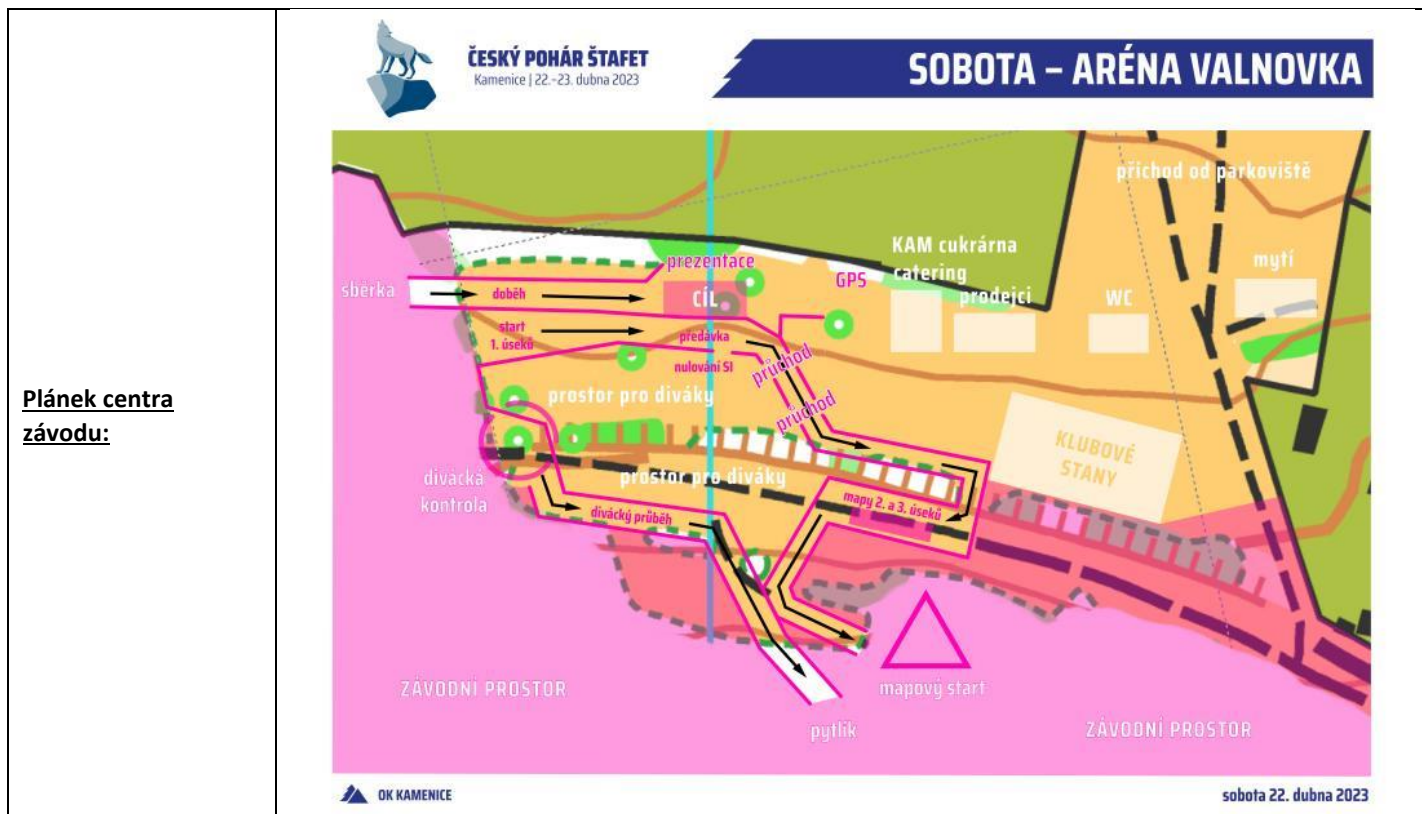 Plánek centra
závodu:
ČESKÝ POHÁR ŠTAFET
Kamenice | 22.-23. dubna 2023
SOBOTA – ARÉNA VALNOVKA
příchod od parkoviště
KAM cukrárna
catering
prodejci
WC
mytí
prezentace
GPS
sběrka
doběh
CÍL
start
1. úseků
předávka
nulování SI
průchod
průchod
prostor pro diváky
KLUBOVÉ
STANY
divácká
kontrola
prostor pro diváky
mapy 2. a 3. úseků
divácký průběh
ZÁVODNÍ PROSTOR
mapový start
pytlík
ZÁVODNÍ PROSTOR
OK KAMENICE
sobota 22. dubna 2023